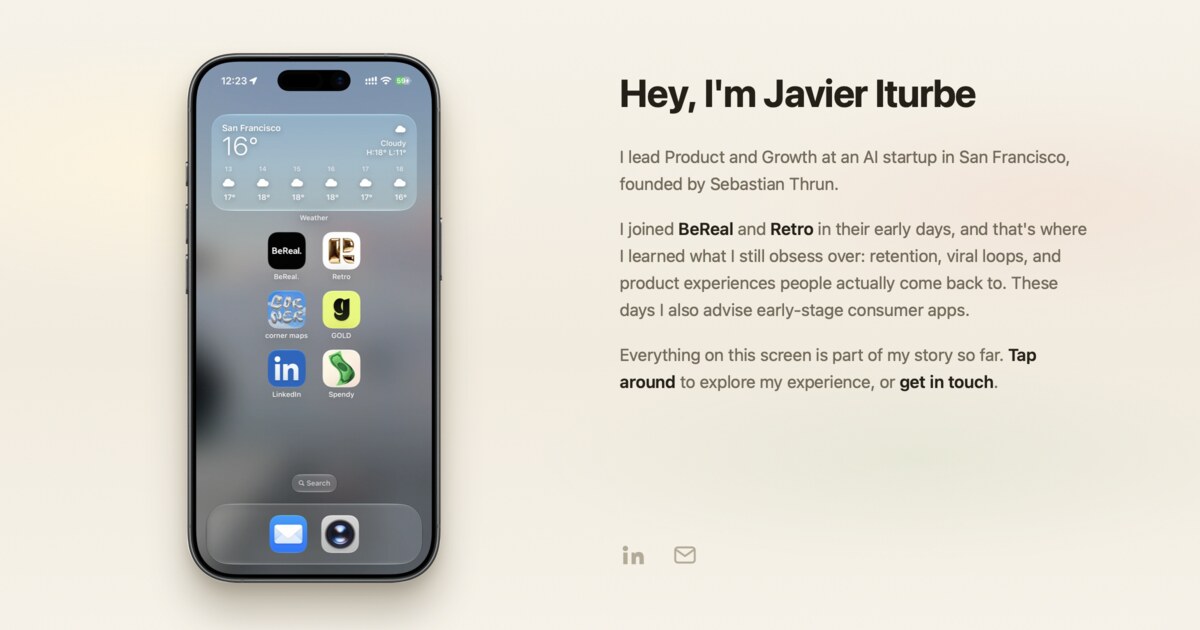 12:23
59
San Francisco
16°
Cloudy
H:18° L:11°
13 14 15 16 17 18
17° 18° 18° 18° 17° 16°
Weather
BeReal.
BeReal.
Retro
COR
NER
corner maps
g
GOLD
in
LinkedIn
Spendy
Search
Hey, I'm Javier Iturbe
I lead Product and Growth at an AI startup in San Francisco,
founded by Sebastian Thrun.
I joined BeReal and Retro in their early days, and that's where
I learned what I still obsess over: retention, viral loops, and
product experiences people actually come back to. These
days I also advise early-stage consumer apps.
Everything on this screen is part of my story so far. Tap
around to explore my experience, or get in touch.
in